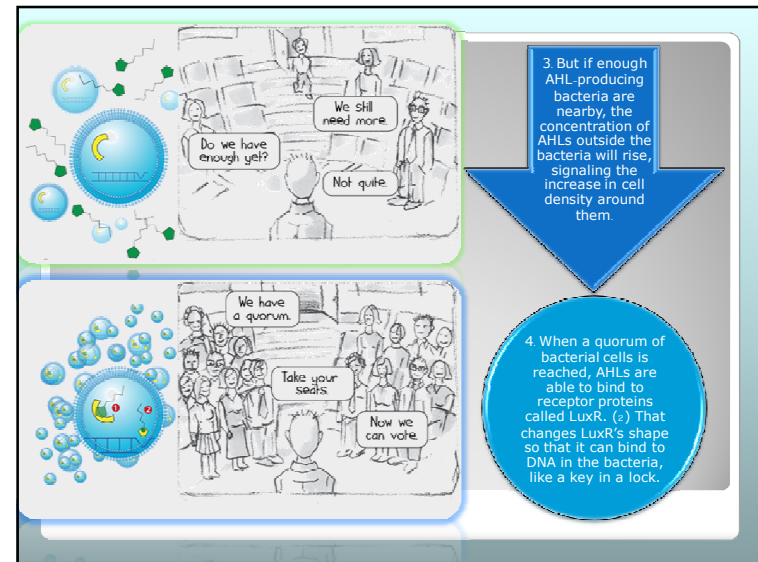 We still
need more.
Do we have
enough yet?
Not quite.
3. But if enough
AHL-producing
bacteria are
nearby, the
concentration of
AHLs outside the
bacteria will rise,
signaling the
increase in cell
density around
them.
We have
a quorum.
Take your
seats.
Now we
can vote.
1
2
4. When a quorum of
bacterial cells is
reached, AHLs are
able to bind to
receptor proteins
called LuxR. (2) That
changes LuxR's shape
so that it can bind to
DNA in the bacteria,
like a key in a lock.